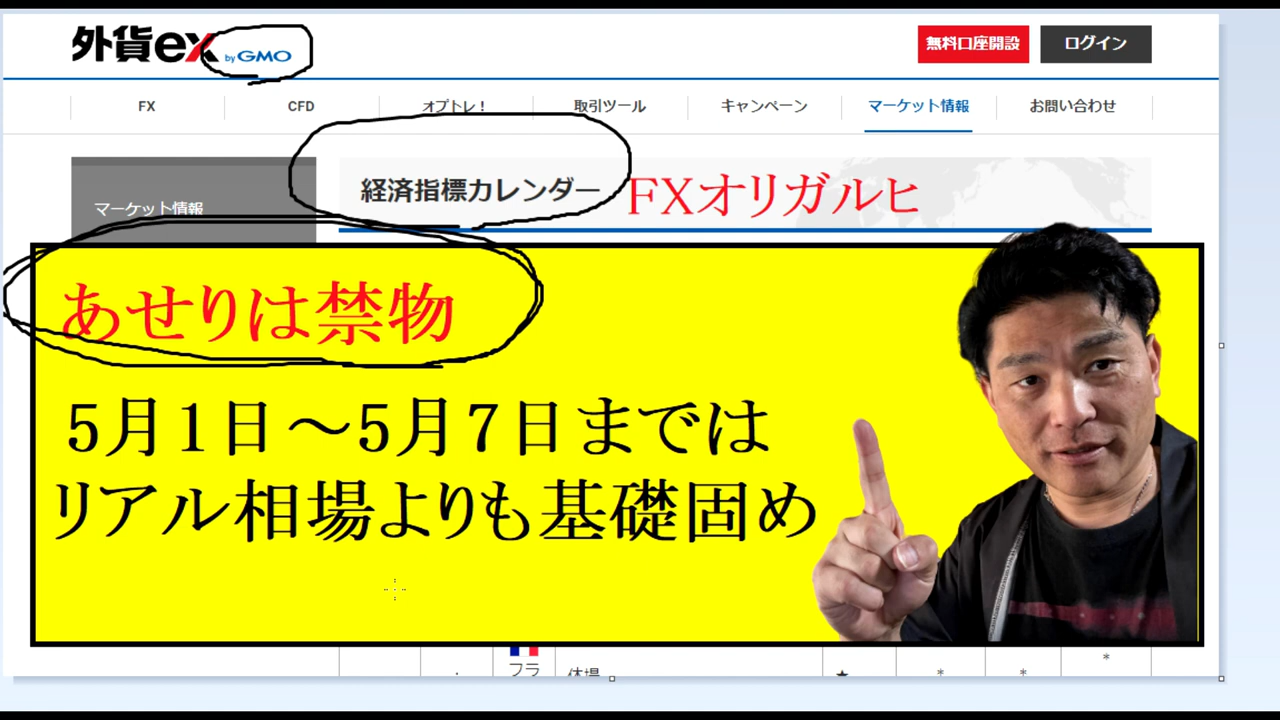 外貨ex byGMO
無料口座開設
ログイン
FX
CFD
オプトレ！
取引ツール
キャンペーン
マーケット情報
お問い合わせ
マーケット情報
経済指標カレンダー
FXオリガルヒ
あせりは禁物
5月1日～5月7日までは
リアル相場よりも基礎固め
フラ
休場
★
*
*
*